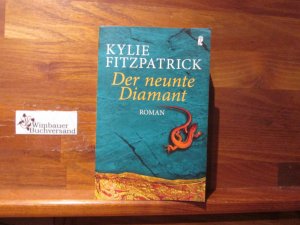 KYLIE
FITZPATRICK
Der neunte
Diamant
ROMAN
Wimbauer
Buchversand